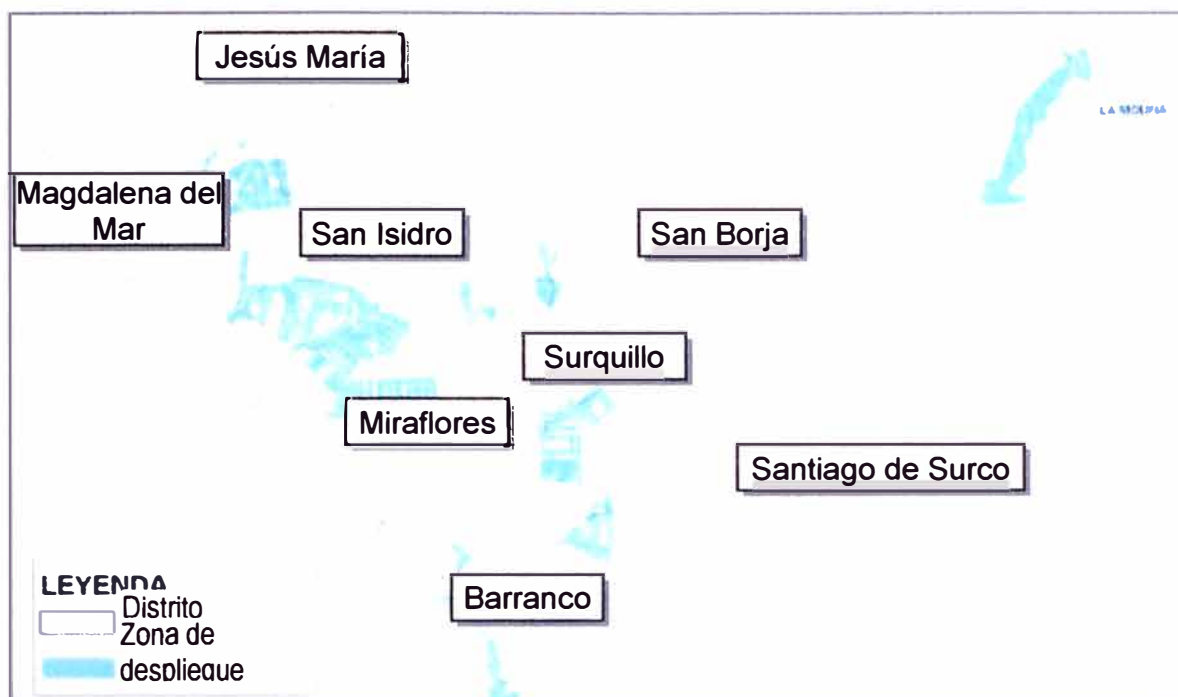 Jesús María
Magdalena del
Mar
San Isidro
San Borja
Surquillo
Miraflores
Santiago de Surco
Barranco
LEYENDA
Distrito
Zona de
despliegue